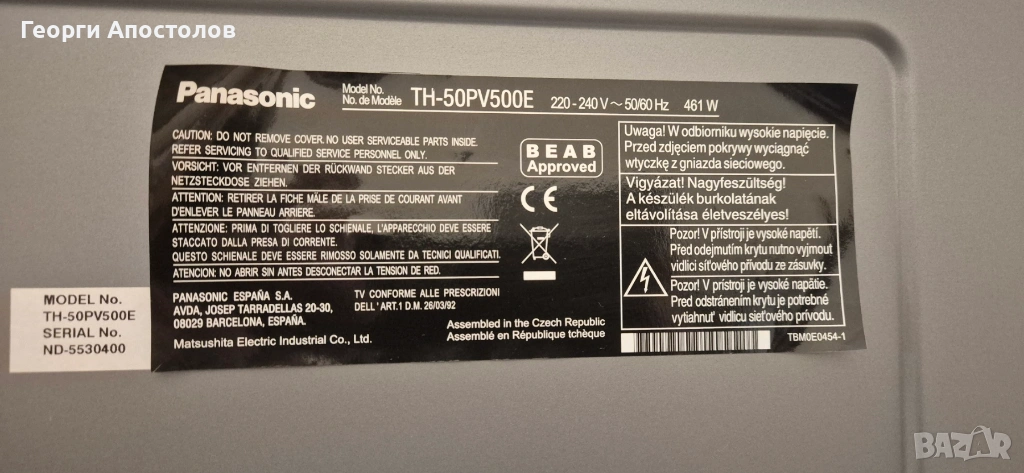 Георги Апостолов
Panasonic
Model No.
No. de Modèle
TH-50PV500E
220 - 240 V ~ 50/60 Hz 461 W
CAUTION: DO NOT REMOVE COVER. NO USER SERVICEABLE PARTS INSIDE.
REFER SERVICING TO QUALIFIED SERVICE PERSONNEL ONLY.
VORSICHT: VOR ENTFERNEN DER RÜCKWAND STECKER AUS DER
NETZSTECKDOSE ZIEHEN.
ATTENTION: RETIRER LA FICHE MÂLE DE LA PRISE DE COURANT AVANT
D'ENLEVER LE PANNEAU ARRIERE.
ATTENZIONE: PRIMA DI TOGLIERE LO SCHIENALE, L'APPARECCHIO DEVE ESSERE
STACCATO DALLA PRESA DI CORRENTE.
QUESTO SCHIENALE DEVE ESSERE RIMOSSO SOLAMENTE DA TECNICI QUALIFICATI.
ATENCION: NO ABRIR SIN ANTES DESCONECTAR LA TENSION DE RED.
PANASONIC ESPAÑA S.A.
AVDA, JOSEP TARRADELLAS 20-30,
08029 BARCELONA, ESPAÑA.
Matsushita Electric Industrial Co., Ltd.
TV CONFORME ALLE PRESCRIZIONI
DELL'ART.1 D.M. 26/03/92
Assembled in the Czech Republic
Assemblé en République tchèque
BEAB
Approved
CE
Uwaga! W odbiorniku wysokie napięcie.
Przed zdjęciem pokrywy wyciągnąć
wtyczkę z gniazda sieciowego.
Vigyázat! Nagyfeszültség!
A készülék burkolatának
eltávolítása életveszélyes!
Pozor! V přístroji je vysoké napětí.
Před odejmutím krytu nutno vyjmout
vidlici síťového přívodu ze zásuvky.
Pozor! V prístroji je vysoké napätie.
Pred odstránením krytu je potrebné
vytiahnuť vidlicu sieťového prívodu.
TBM0E0454-1
MODEL No.
TH-50PV500E
SERIAL No.
ND-5530400
BAZAR